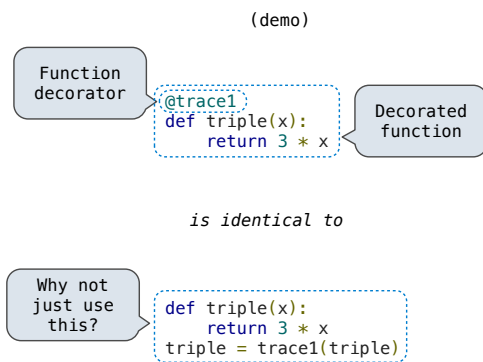 (demo)
Function
decorator
@trace1
def triple(x):
    return 3 * x
Decorated
function
is identical to
Why not
just use
this?
def triple(x):
    return 3 * x
triple = trace1(triple)